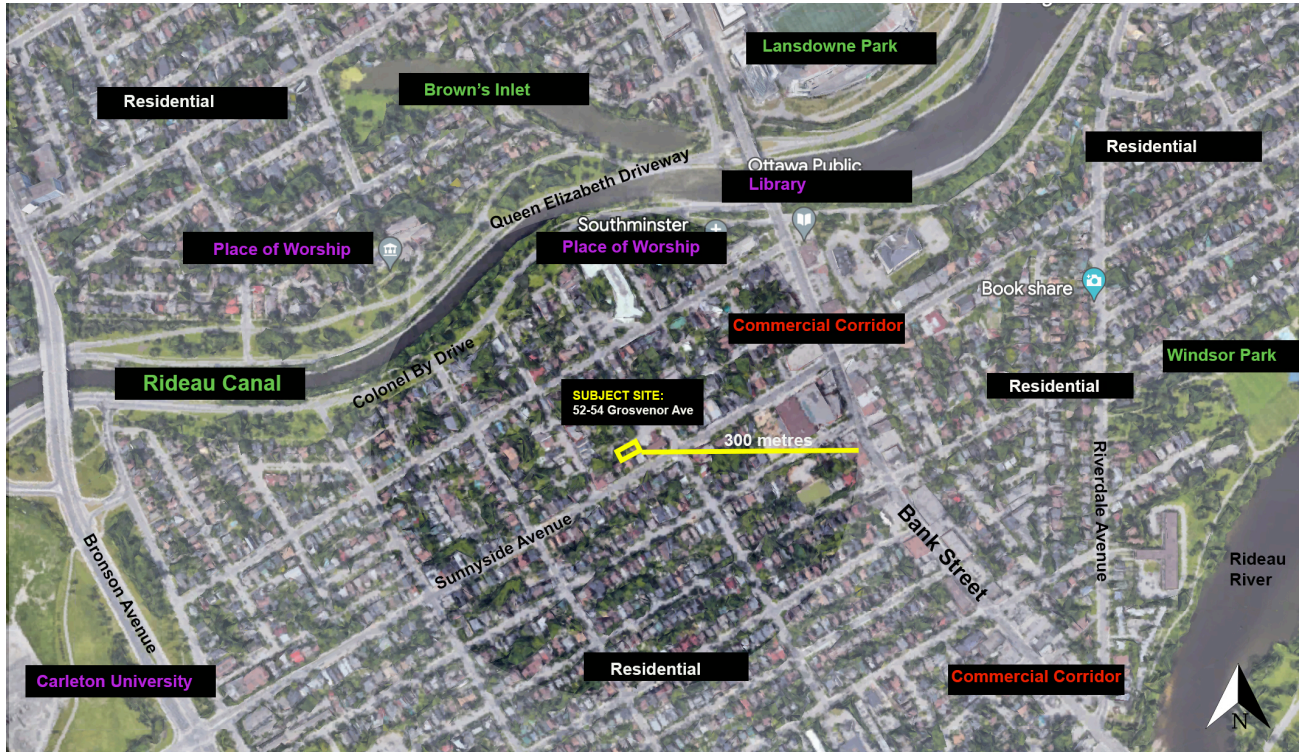 Lansdowne Park
Brown's Inlet
Residential
Residential
Queen Elizabeth Driveway
Ottawa Public
Library
Southminster
Place of Worship
Place of Worship
Book share
Commercial Corridor
Windsor Park
Rideau Canal
Colonel By Drive
Residential
SUBJECT SITE:
52-54 Grosvenor Ave
300 metres
Riverdale Avenue
Sunnyside Avenue
Bank Street
Bronson Avenue
Rideau
River
Residential
Carleton University
Commercial Corridor
N